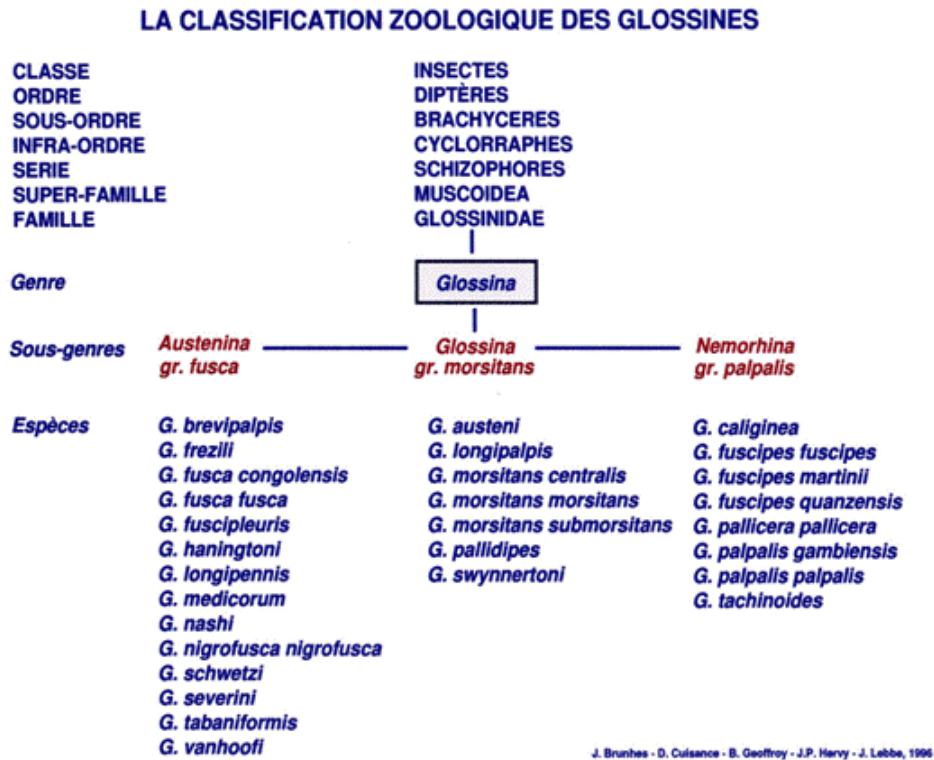 LA CLASSIFICATION ZOOLOGIQUE DES GLOSSINES
CLASSE INSECTES
ORDRE DIPTÈRES
SOUS-ORDRE BRACHYCERES
INFRA-ORDRE CYCLORRAPHES
SERIE SCHIZOPHORES
SUPER-FAMILLE MUSCOIDEA
FAMILLE GLOSSINIDAE
Genre Glossina
Sous-genres Austenina Glossina Nemorhina
gr. fusca gr. morsitans gr. palpalis
Espèces G. brevipalpis G. austeni G. caliginea
G. frezili G. longipalpis G. fuscipes fuscipes
G. fusca congolensis G. morsitans centralis G. fuscipes martinii
G. fusca fusca G. morsitans morsitans G. fuscipes quanzensis
G. fuscipleuris G. morsitans submorsitans G. pallicera pallicera
G. haningtoni G. pallidipes G. palpalis gambiensis
G. longipennis G. swynnertoni G. palpalis palpalis
G. medicorum G. tachinoides
G. nashi
G. nigrofusca nigrofusca
G. schwetzi
G. severini
G. tabaniformis
G. vanhoofi
J. Brunhes - D. Cuisance - B. Geoffroy - J.P. Hervy - J. Lebbe, 1996